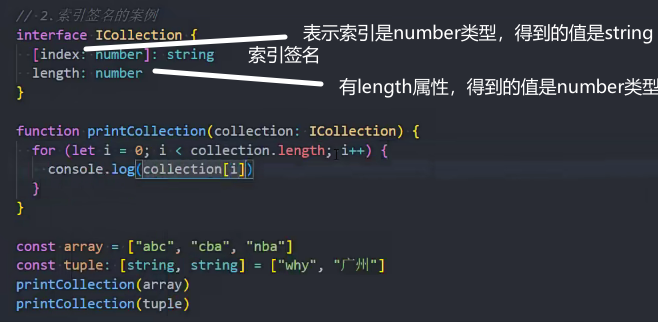 // 2.索引签名的案例
interface ICollection {
表示索引是number类型，得到的值是string
[index: number]: string
索引签名
length: number
有length属性，得到的值是number类型
}
function printCollection(collection: ICollection) {
for (let i = 0; i < collection.length; i++) {
console.log(collection[i])
}
}
const array = ["abc", "cba", "nba"]
const tuple: [string, string] = ["why", "广州"]
printCollection(array)
printCollection(tuple)